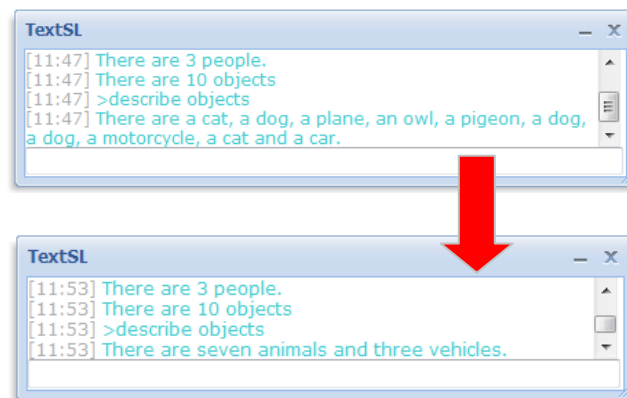 TextSL
[11:47] There are 3 people.
[11:47] There are 10 objects
[11:47] >describe objects
[11:47] There are a cat, a dog, a plane, an owl, a pigeon, a dog,
a dog, a motorcycle, a cat and a car.
TextSL
[11:53] There are 3 people.
[11:53] There are 10 objects
[11:53] >describe objects
[11:53] There are seven animals and three vehicles.